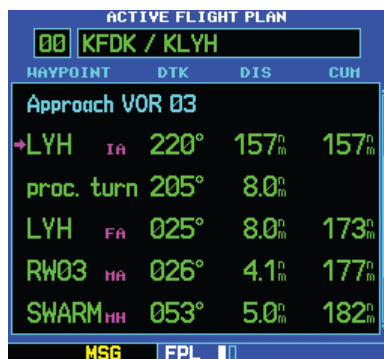 ACTIVE FLIGHT PLAN
00 KFDK / KLYH
WAYPOINT DTK DIS CUM
Approach VOR 03
→LYH IA 220° 157nm 157nm
proc. turn 205° 8.0nm
LYH FA 025° 8.0nm 173nm
RW03 MA 026° 4.1nm 177nm
SWARM MH 053° 5.0nm 182nm
MSG FPL